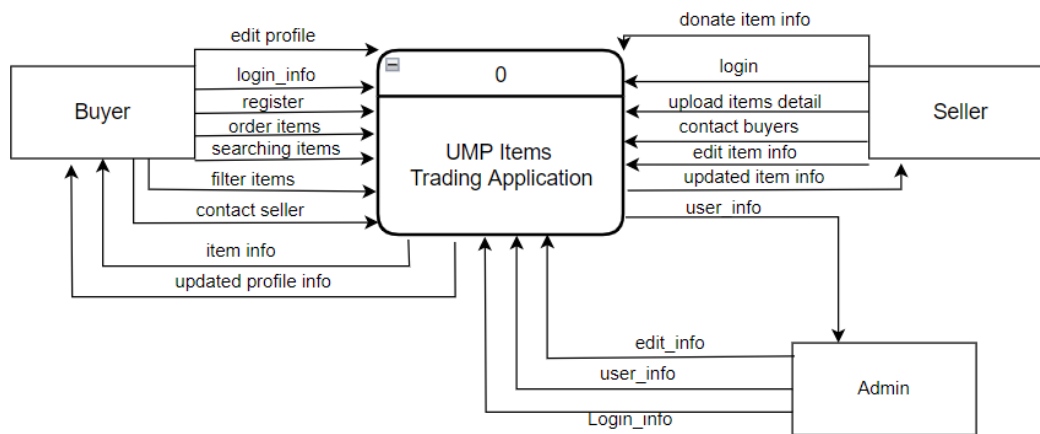 donate item info
edit profile
login_info
0
login
Buyer
register
upload items detail
Seller
order items
contact buyers
searching items
UMP Items
Trading Application
edit item info
filter items
updated item info
contact seller
user_info
item info
updated profile info
edit_info
user_info
Admin
Login_info